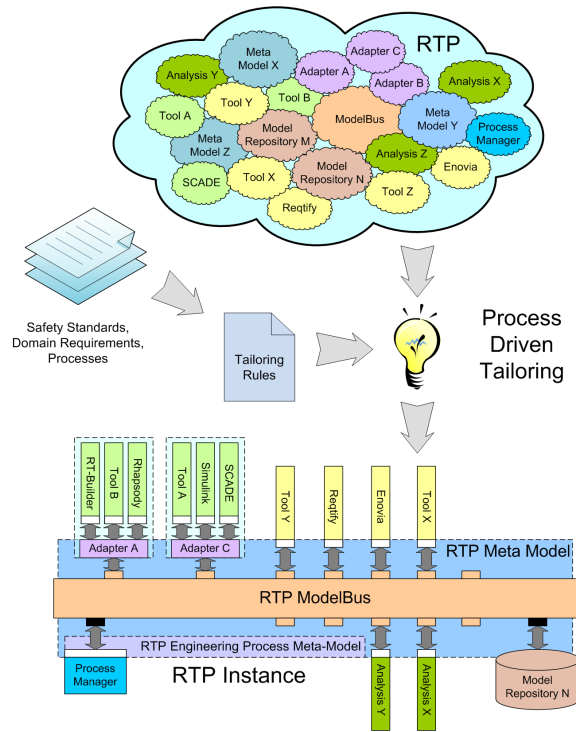 RTP
Meta
Model X
Adapter C
Adapter A
Analysis Y
Analysis X
Adapter B
Tool Y
Tool B
Tool A
ModelBus
Meta
Model Y
Process
Manager
Meta
Model Z
Model
Repository M
Analysis Z
Enovia
SCADE
Tool X
Model
Repository N
Tool Z
Reqtify
Safety Standards,
Domain Requirements,
Processes
Tailoring
Rules
Process
Driven
Tailoring
RT-Builder
Tool B
Rhapsody
Tool A
Simulink
SCADE
Tool Y
Reqtify
Enovia
Tool X
Adapter A
Adapter C
RTP Meta Model
RTP ModelBus
RTP Engineering Process Meta-Model
Process
Manager
RTP Instance
Analysis Y
Analysis X
Model
Repository N